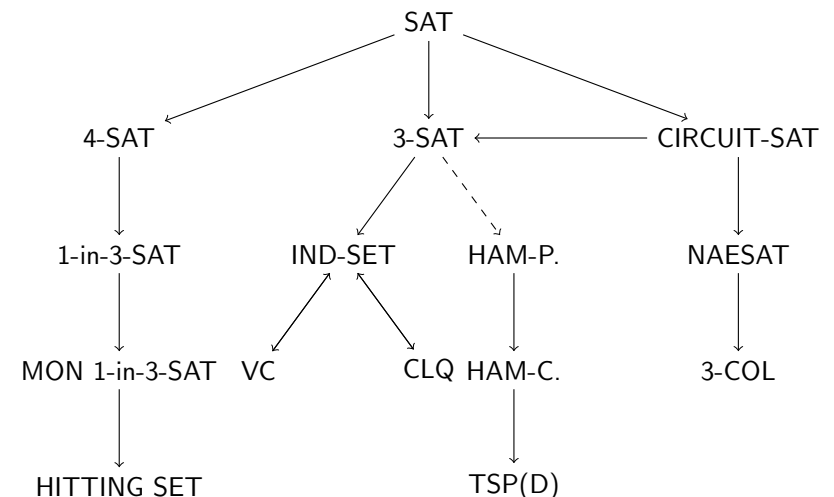 SAT
4-SAT 3-SAT CIRCUIT-SAT
1-in-3-SAT IND-SET HAM-P. NAESAT
MON 1-in-3-SAT VC CLQ HAM-C. 3-COL
HITTING SET TSP(D)